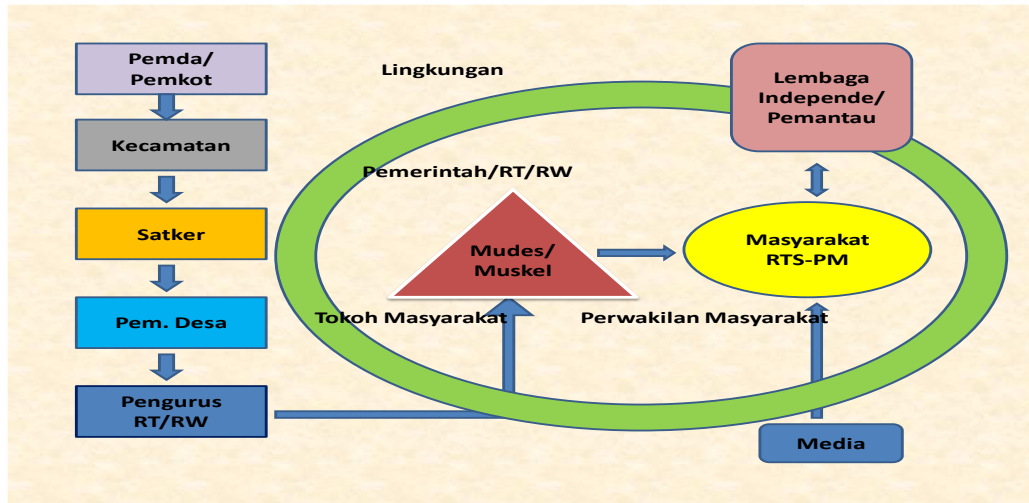 Pemda/
Pemkot
Kecamatan
Satker
Pem. Desa
Pengurus
RT/RW
Lingkungan
Lembaga
Independe/
Pemantau
Pemerintah/RT/RW
Mudes/
Muskel
Masyarakat
RTS-PM
Tokoh Masyarakat
Perwakilan Masyarakat
Media